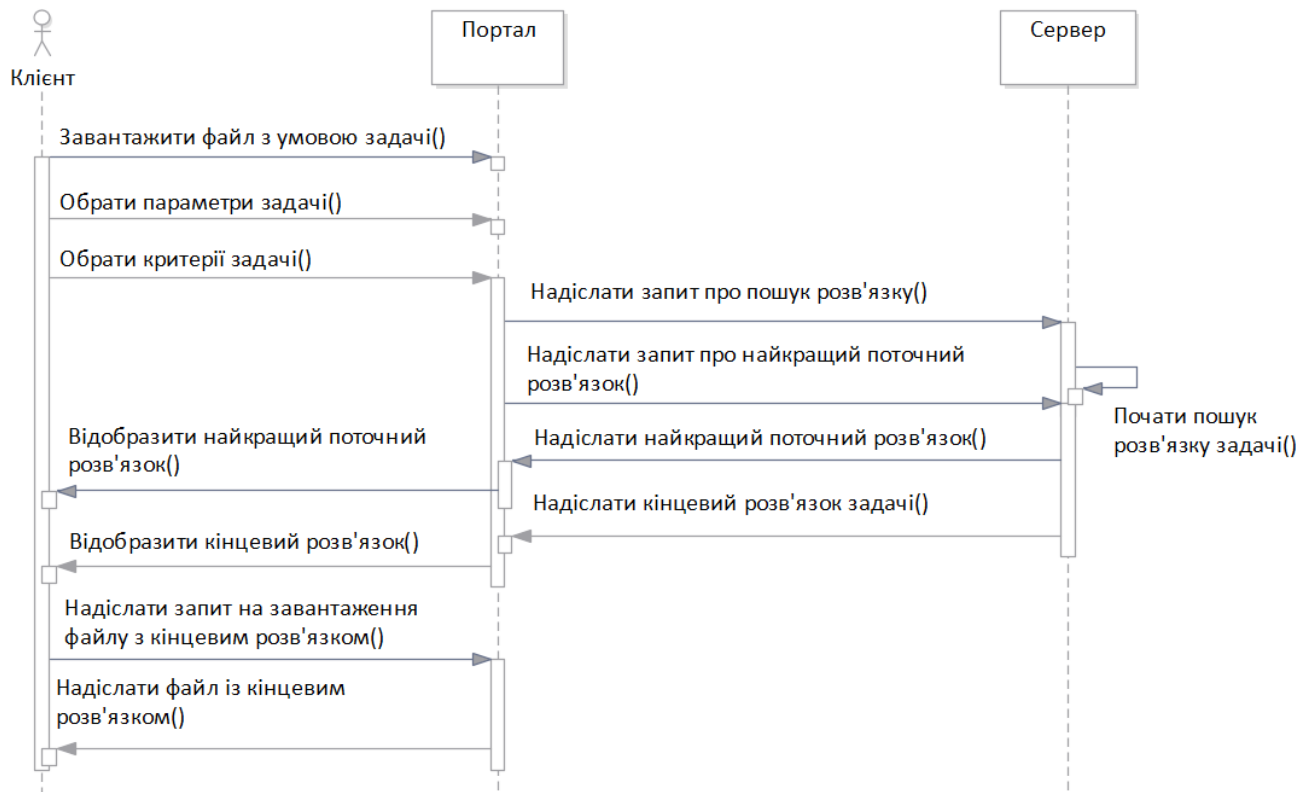 Портал
Сервер
Клієнт
Завантажити файл з умовою задачі()
Обрати параметри задачі()
Обрати критерії задачі()
Надіслати запит про пошук розв'язку()
Надіслати запит про найкращий поточний
розв'язок()
Почати пошук
розв'язку задачі()
Надіслати найкращий поточний розв'язок()
Відобразити найкращий поточний
розв'язок()
Надіслати кінцевий розв'язок задачі()
Відобразити кінцевий розв'язок()
Надіслати запит на завантаження
файлу з кінцевим розв'язком()
Надіслати файл із кінцевим
розв'язком()